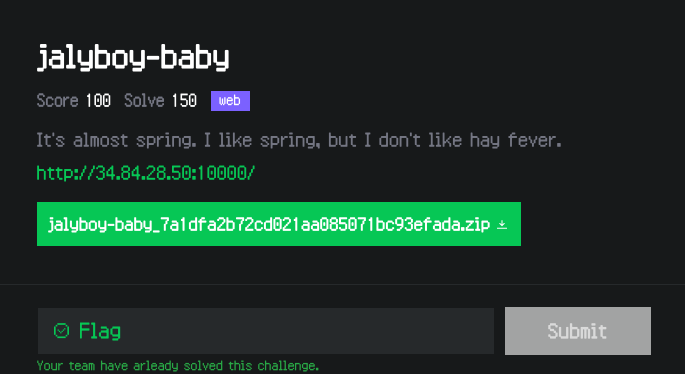 jalyboy-baby
Score 100 Solve 150 web
It's almost spring. I like spring, but I don't like hay fever.
http://34.84.28.50:10000/
jalyboy-baby_7a1dfa2b72cd021aa085071bc93efada.zip
Flag
Submit
Your team have arleady solved this challenge.